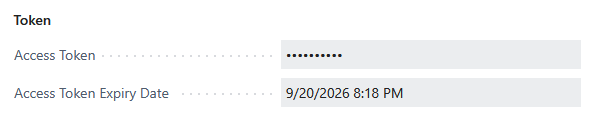 Token
Access Token ••••••••••
Access Token Expiry Date 9/20/2026 8:18 PM